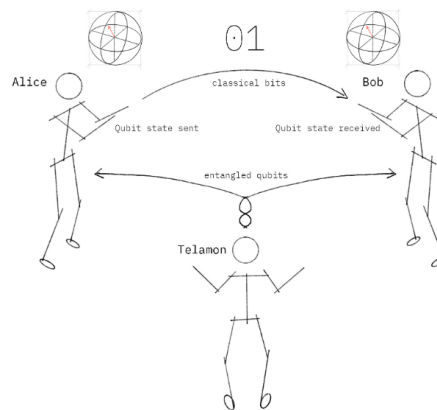 01
Alice
Bob
classical bits
Qubit state sent
Qubit state received
entangled qubits
Telamon